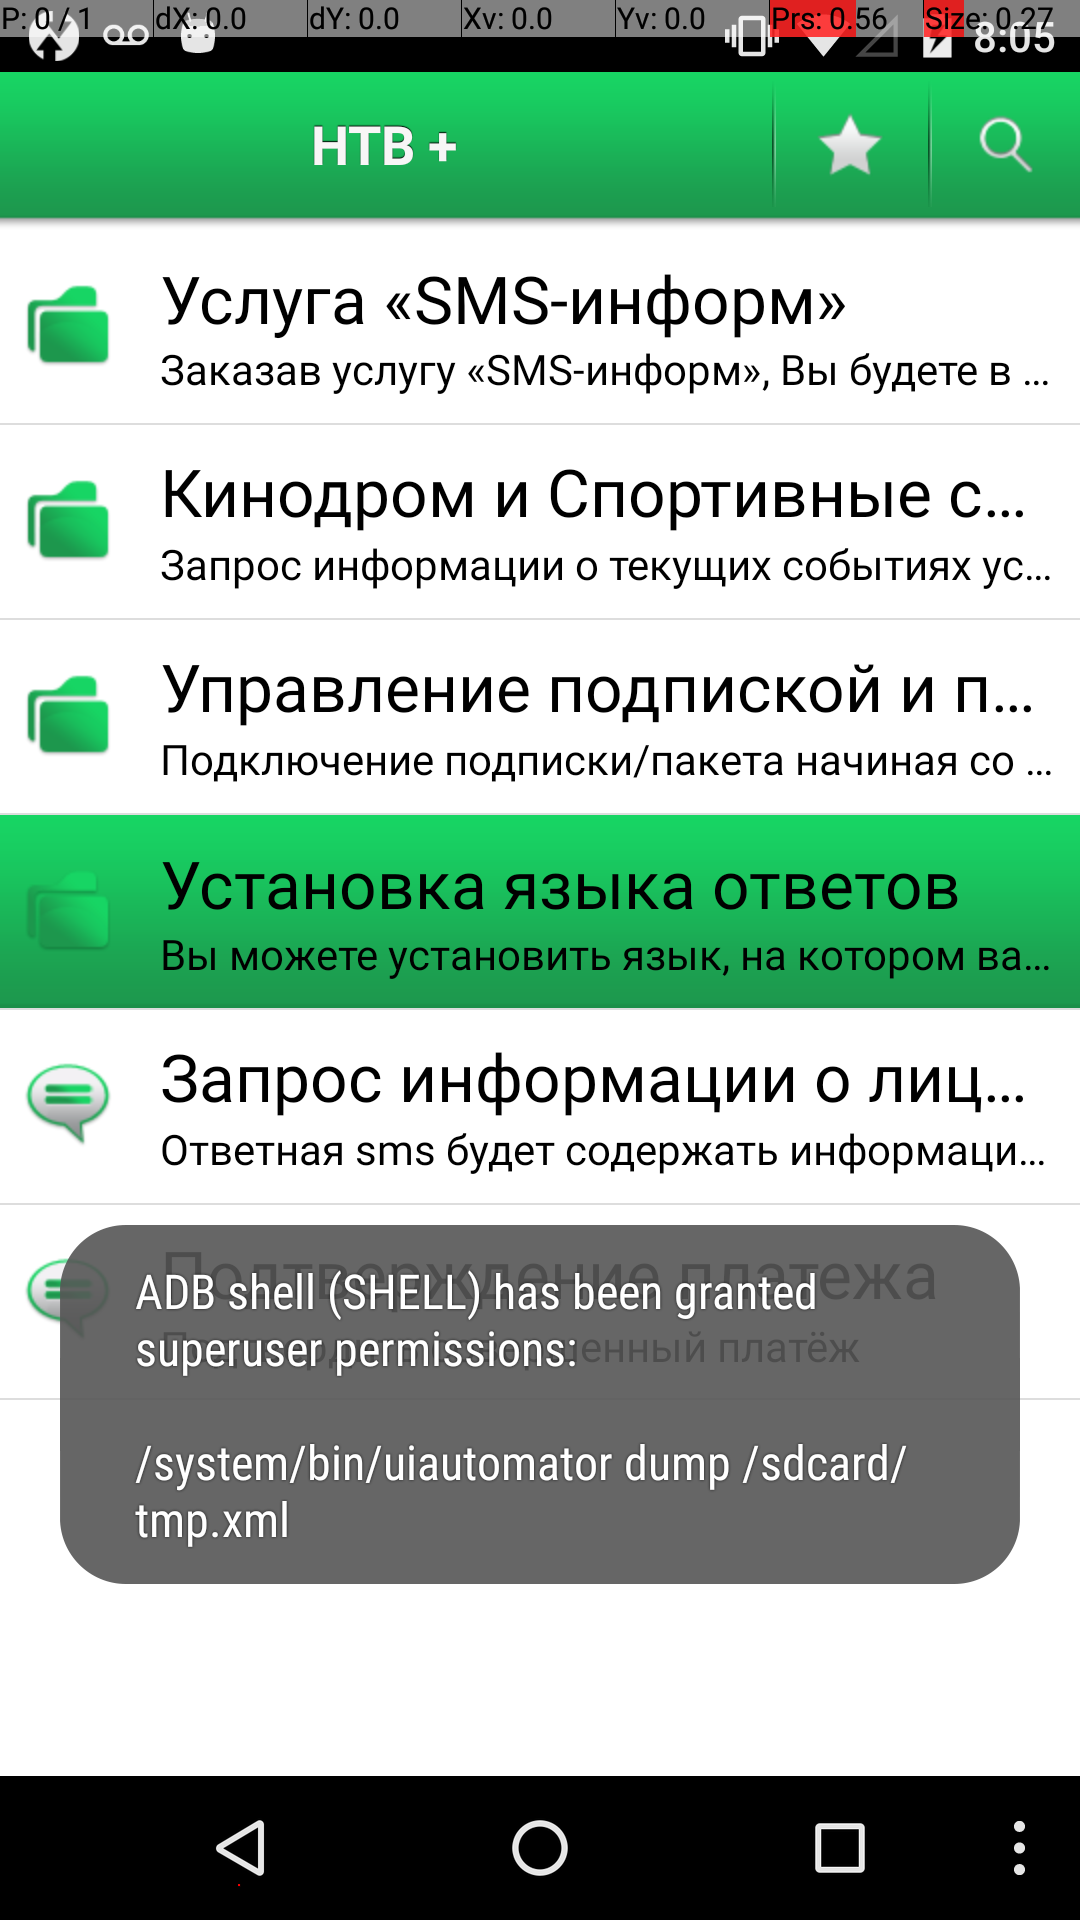 P: 0 / 1 dX: 0.0 dY: 0.0 Xv: 0.0 Yv: 0.0 Prs: 0.56 Size: 0.27
8:05
НТВ +
Услуга «SMS-информ»
Заказав услугу «SMS-информ», Вы будете в ...
Кинодром и Спортивные с...
Запрос информации о текущих событиях ус...
Управление подпиской и п...
Подключение подписки/пакета начиная со ...
Установка языка ответов
Вы можете установить язык, на котором ва...
Запрос информации о лиц...
Ответная sms будет содержать информаци...
Подтверждение платежа
ADB shell (SHELL) has been granted
superuser permissions:
платёж
/system/bin/uiautomator dump /sdcard/
tmp.xml